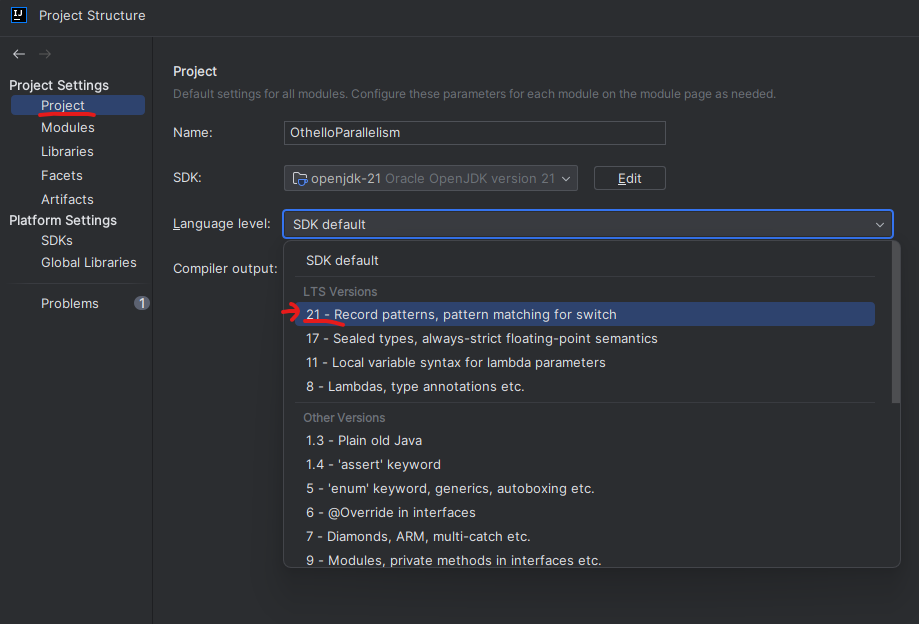 IJ Project Structure
Project Settings
Project
Modules
Libraries
Facets
Artifacts
Platform Settings
SDKs
Global Libraries
Problems 1
Project
Default settings for all modules. Configure these parameters for each module on the module page as needed.
Name: OthelloParallelism
SDK: openjdk-21 Oracle OpenJDK version 21 Edit
Language level: SDK default
Compiler output:
SDK default
LTS Versions
21 - Record patterns, pattern matching for switch
17 - Sealed types, always-strict floating-point semantics
11 - Local variable syntax for lambda parameters
8 - Lambdas, type annotations etc.
Other Versions
1.3 - Plain old Java
1.4 - 'assert' keyword
5 - 'enum' keyword, generics, autoboxing etc.
6 - @Override in interfaces
7 - Diamonds, ARM, multi-catch etc.
9 - Modules, private methods in interfaces etc.